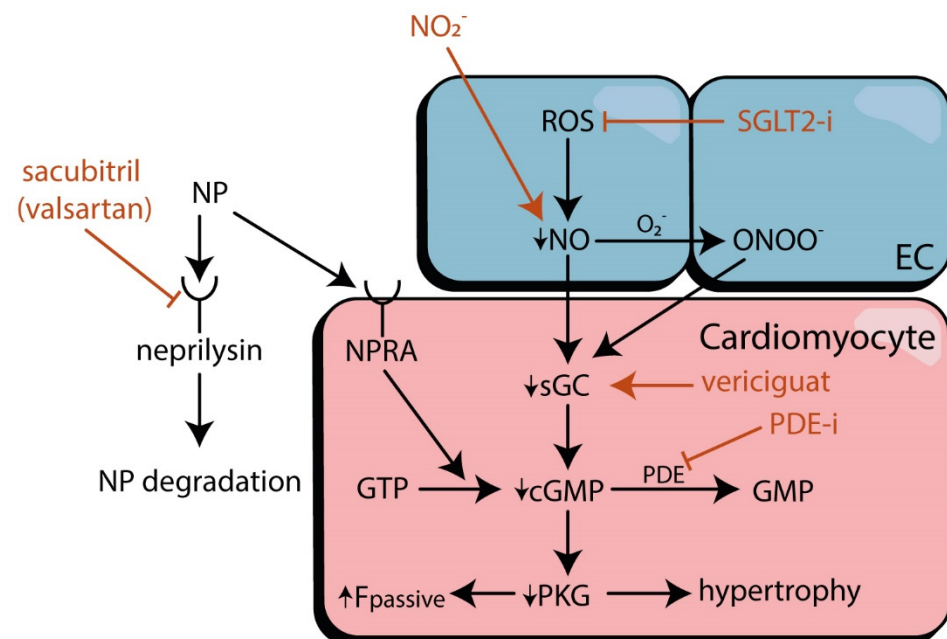 NO₂⁻
ROS
SGLT2-i
sacubitril
(valsartan)
NP
↓NO
O₂⁻
ONOO⁻
EC
neprilysin
NPRA
Cardiomyocyte
↓sGC
vericiguat
PDE-i
NP degradation
GTP
↓cGMP
PDE
GMP
↑Fpassive
↓PKG
hypertrophy